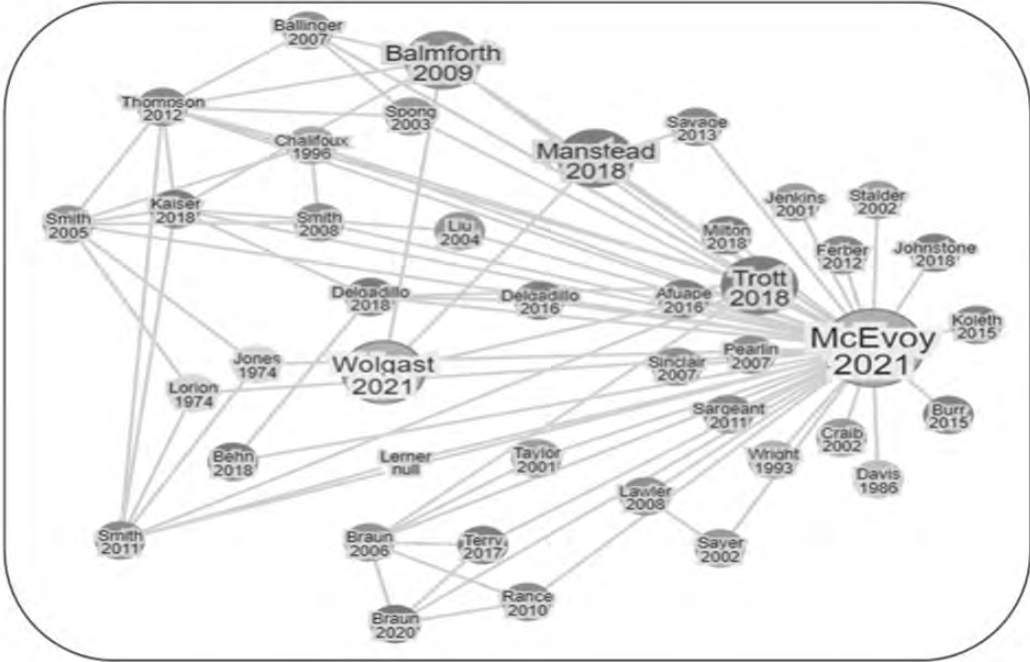 Ballinger
2007
Balmforth
2009
Thompson
2012
Spong
2003
Savage
2013
Chalifoux
1996
Manstead
2018
Jenkins
2001
Stalder
2002
Smith
2005
Kaiser
2018
Smith
2008
Liu
2004
Milton
2018
Ferber
2012
Johnstone
2018
Delgadillo
2018
Delgadillo
2016
Afuape
2016
Trott
2018
Koleth
2015
McEvoy
2021
Jones
1974
Wolgast
2021
Sinclair
2007
Pearlin
2007
Lorion
1974
Sargeant
2011
Burr
2015
Behn
2018
Lerner
null
Taylor
2001
Wright
1993
Craib
2002
Davis
1986
Lawler
2008
Smith
2011
Braun
2006
Terry
2017
Sayer
2002
Rance
2010
Braun
2020